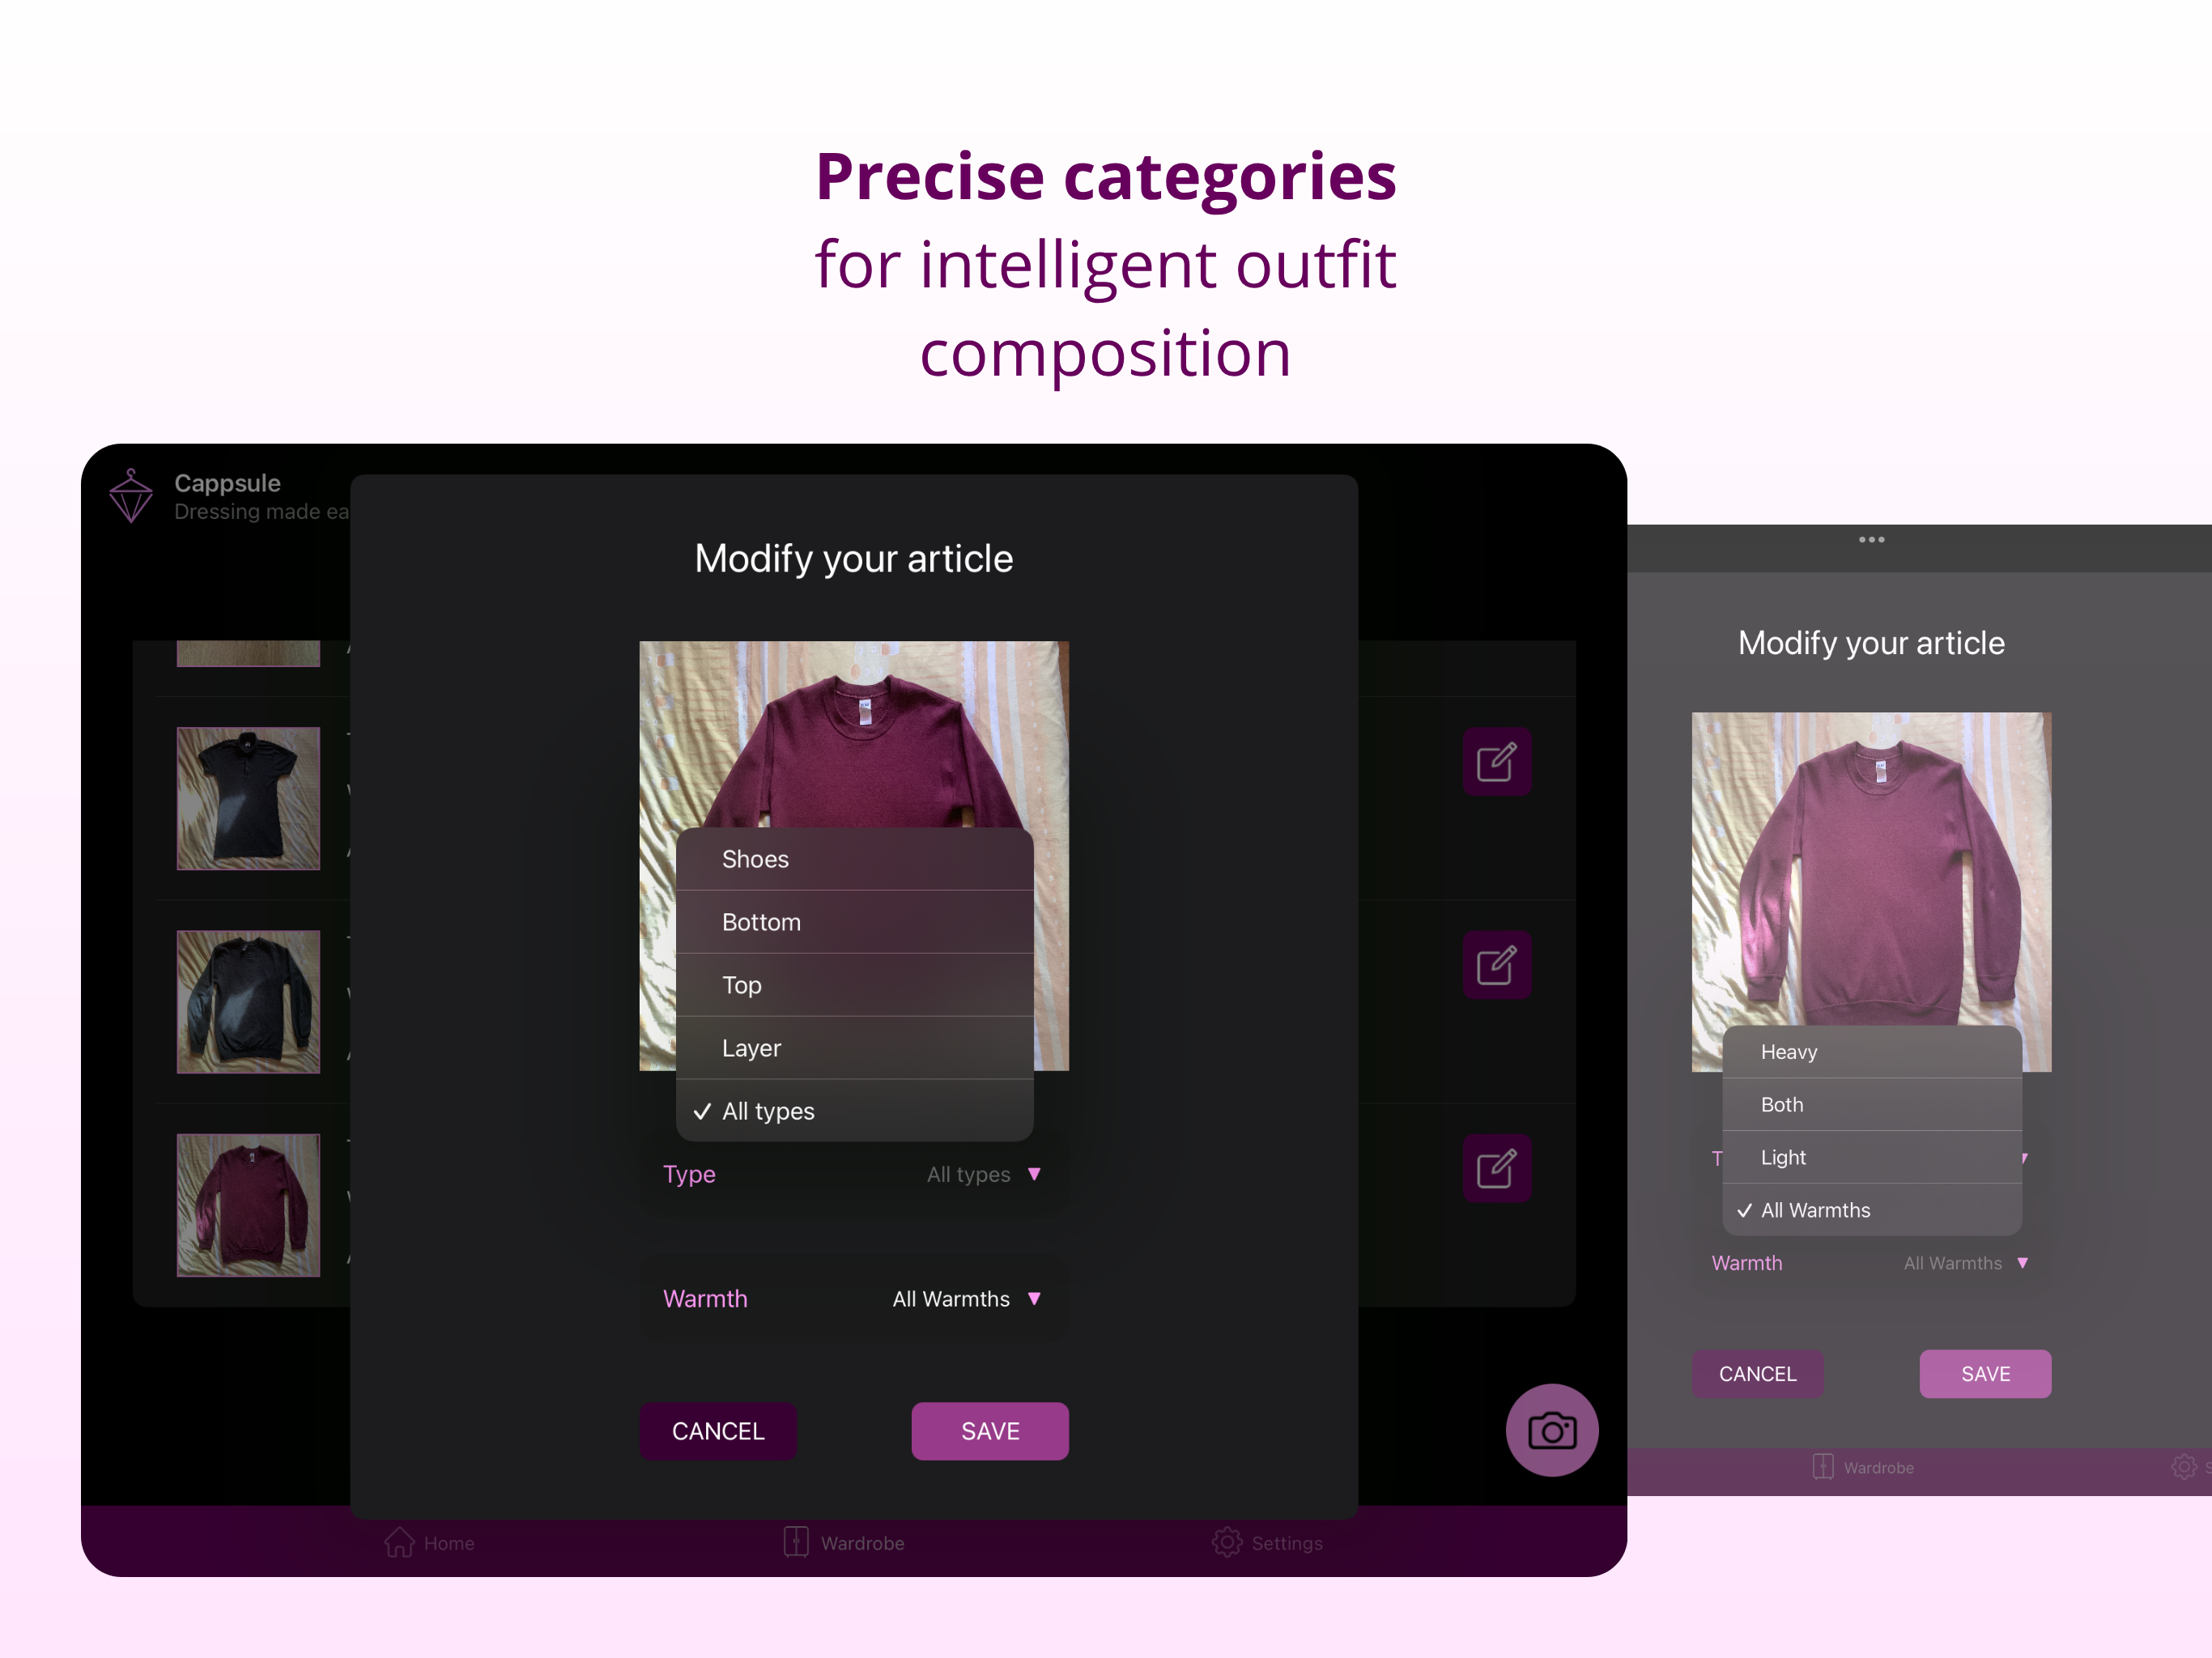 Precise categories
for intelligent outfit
composition
Cappsule
Dressing made ea
Modify your article
Shoes
Bottom
Top
Layer
All types
Type All types
Warmth All Warmths
CANCEL SAVE
Home Wardrobe Settings
Modify your article
Heavy
Both
Light
All Warmths
T
Warmth All Warmths
CANCEL SAVE
Wardrobe S